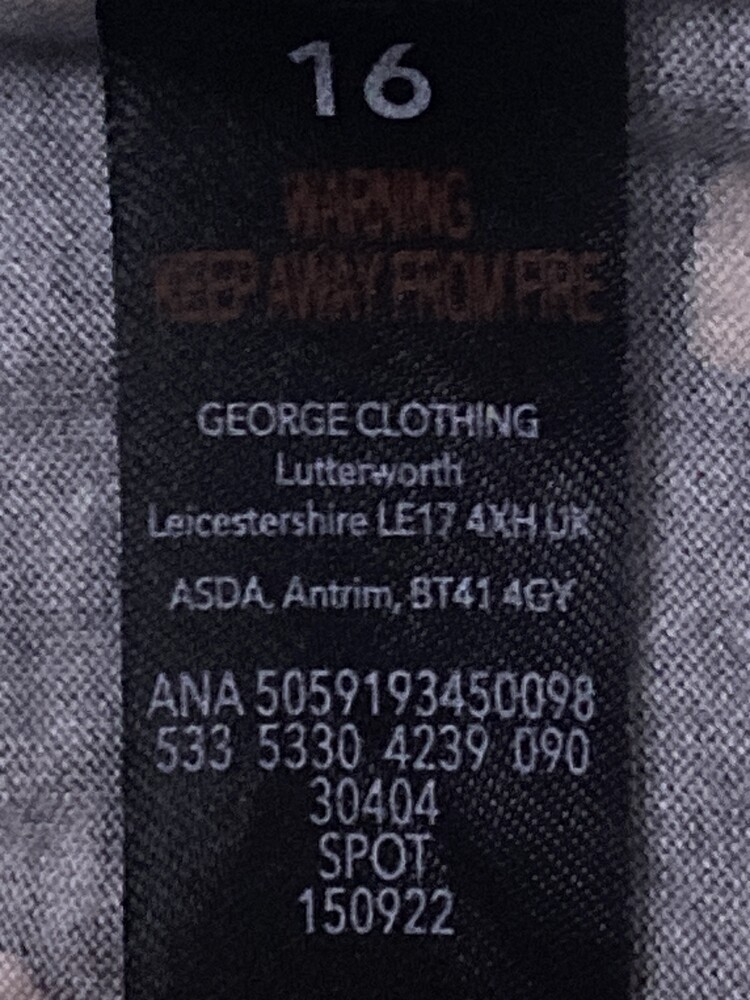 16
WARNING
KEEP AWAY FROM FIRE
GEORGE CLOTHING
Lutterworth
Leicestershire LE17 4XH UK
ASDA, Antrim, BT41 4GY
ANA 5059193450098
533 5330 4239 090
30404
SPOT
150922